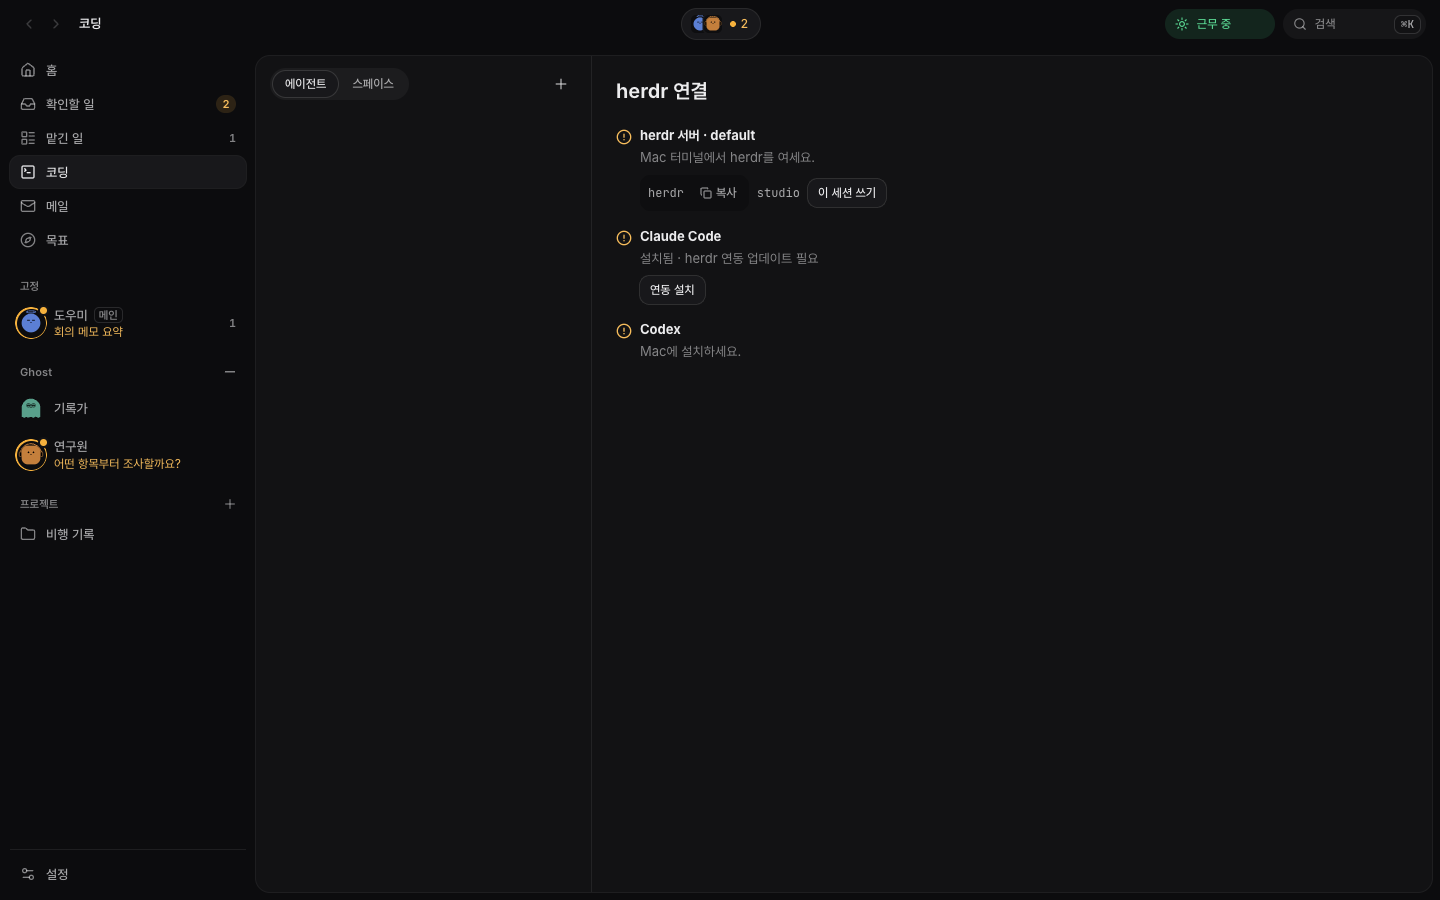 코딩
2
근무 중
검색
⌘K
홈
확인할 일
2
맡긴 일
1
코딩
메일
목표
고정
도우미
메인
회의 메모 요약
1
Ghost
기록가
연구원
어떤 항목부터 조사할까요?
프로젝트
비행 기록
설정
에이전트
스페이스
herdr 연결
herdr 서버 · default
Mac 터미널에서 herdr를 여세요.
herdr 복사 studio 이 세션 쓰기
Claude Code
설치됨 · herdr 연동 업데이트 필요
연동 설치
Codex
Mac에 설치하세요.